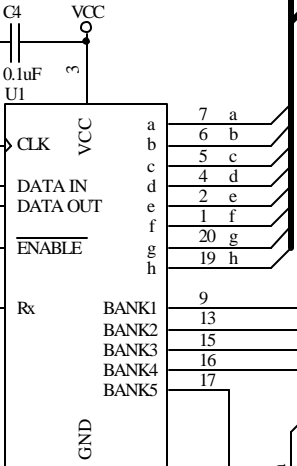 C4 VCC
0.1uF 3
U1
VCC
CLK
DATA IN
DATA OUT
ENABLE
Rx
GND
a 7 a
b 6 b
c 5 c
d 4 d
e 2 e
f 1 f
g 20 g
h 19 h
BANK1 9
BANK2 13
BANK3 15
BANK4 16
BANK5 17